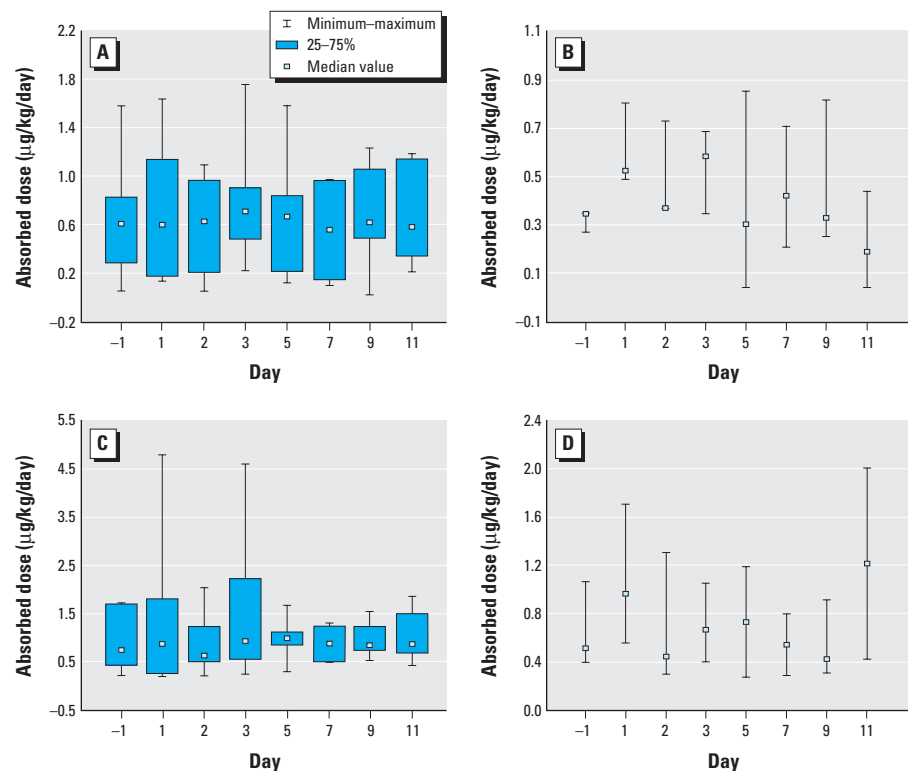 A
Minimum–maximum
25–75%
Median value
Absorbed dose (µg/kg/day)
2.2
1.8
1.4
1.0
0.6
0.2
–0.2
–1 1 2 3 5 7 9 11
Day
B
Absorbed dose (µg/kg/day)
1.1
0.9
0.7
0.5
0.3
0.1
–0.1
–1 1 2 3 5 7 9 11
Day
C
Absorbed dose (µg/kg/day)
5.5
4.5
3.5
2.5
1.5
0.5
–0.5
–1 1 2 3 5 7 9 11
Day
D
Absorbed dose (µg/kg/day)
2.4
2.0
1.6
1.2
0.8
0.4
0.0
–1 1 2 3 5 7 9 11
Day